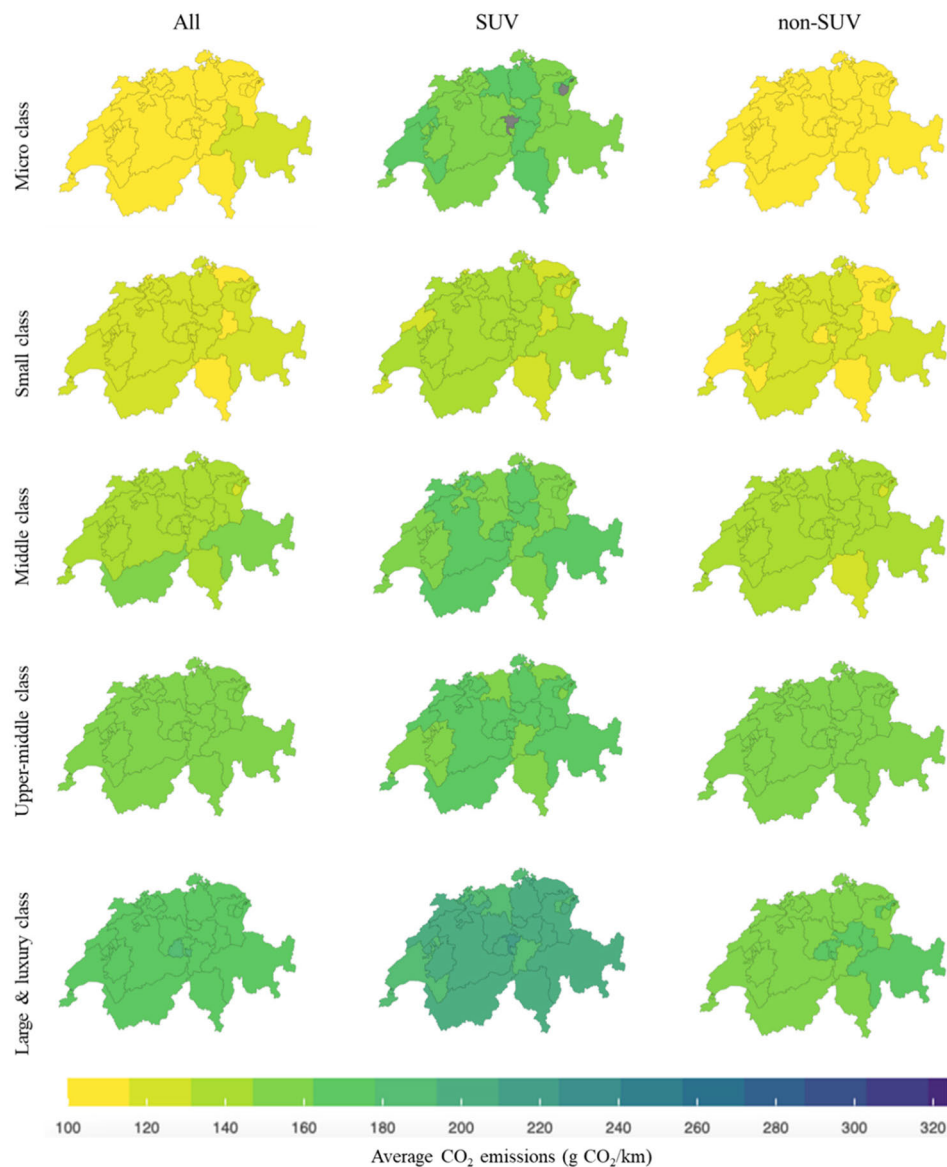 All SUV non-SUV
Micro class
Small class
Middle class
Upper-middle class
Large & luxury class
100 120 140 160 180 200 220 240 260 280 300 320
Average CO₂ emissions (g CO₂/km)